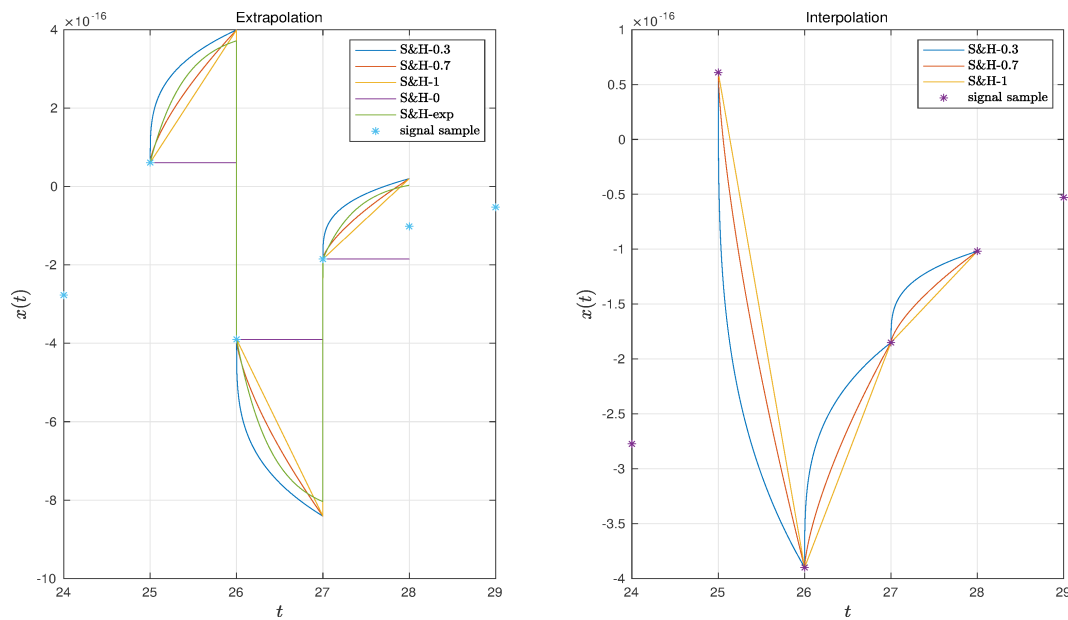 Extrapolation
×10⁻¹⁶
4
2
0
-2
-4
-6
-8
-10
x(t)
24 25 26 27 28 29
t
S&H-0.3
S&H-0.7
S&H-1
S&H-0
S&H-exp
signal sample
Interpolation
×10⁻¹⁶
1
0.5
0
-0.5
-1
-1.5
-2
-2.5
-3
-3.5
-4
x(t)
24 25 26 27 28 29
t
S&H-0.3
S&H-0.7
S&H-1
signal sample